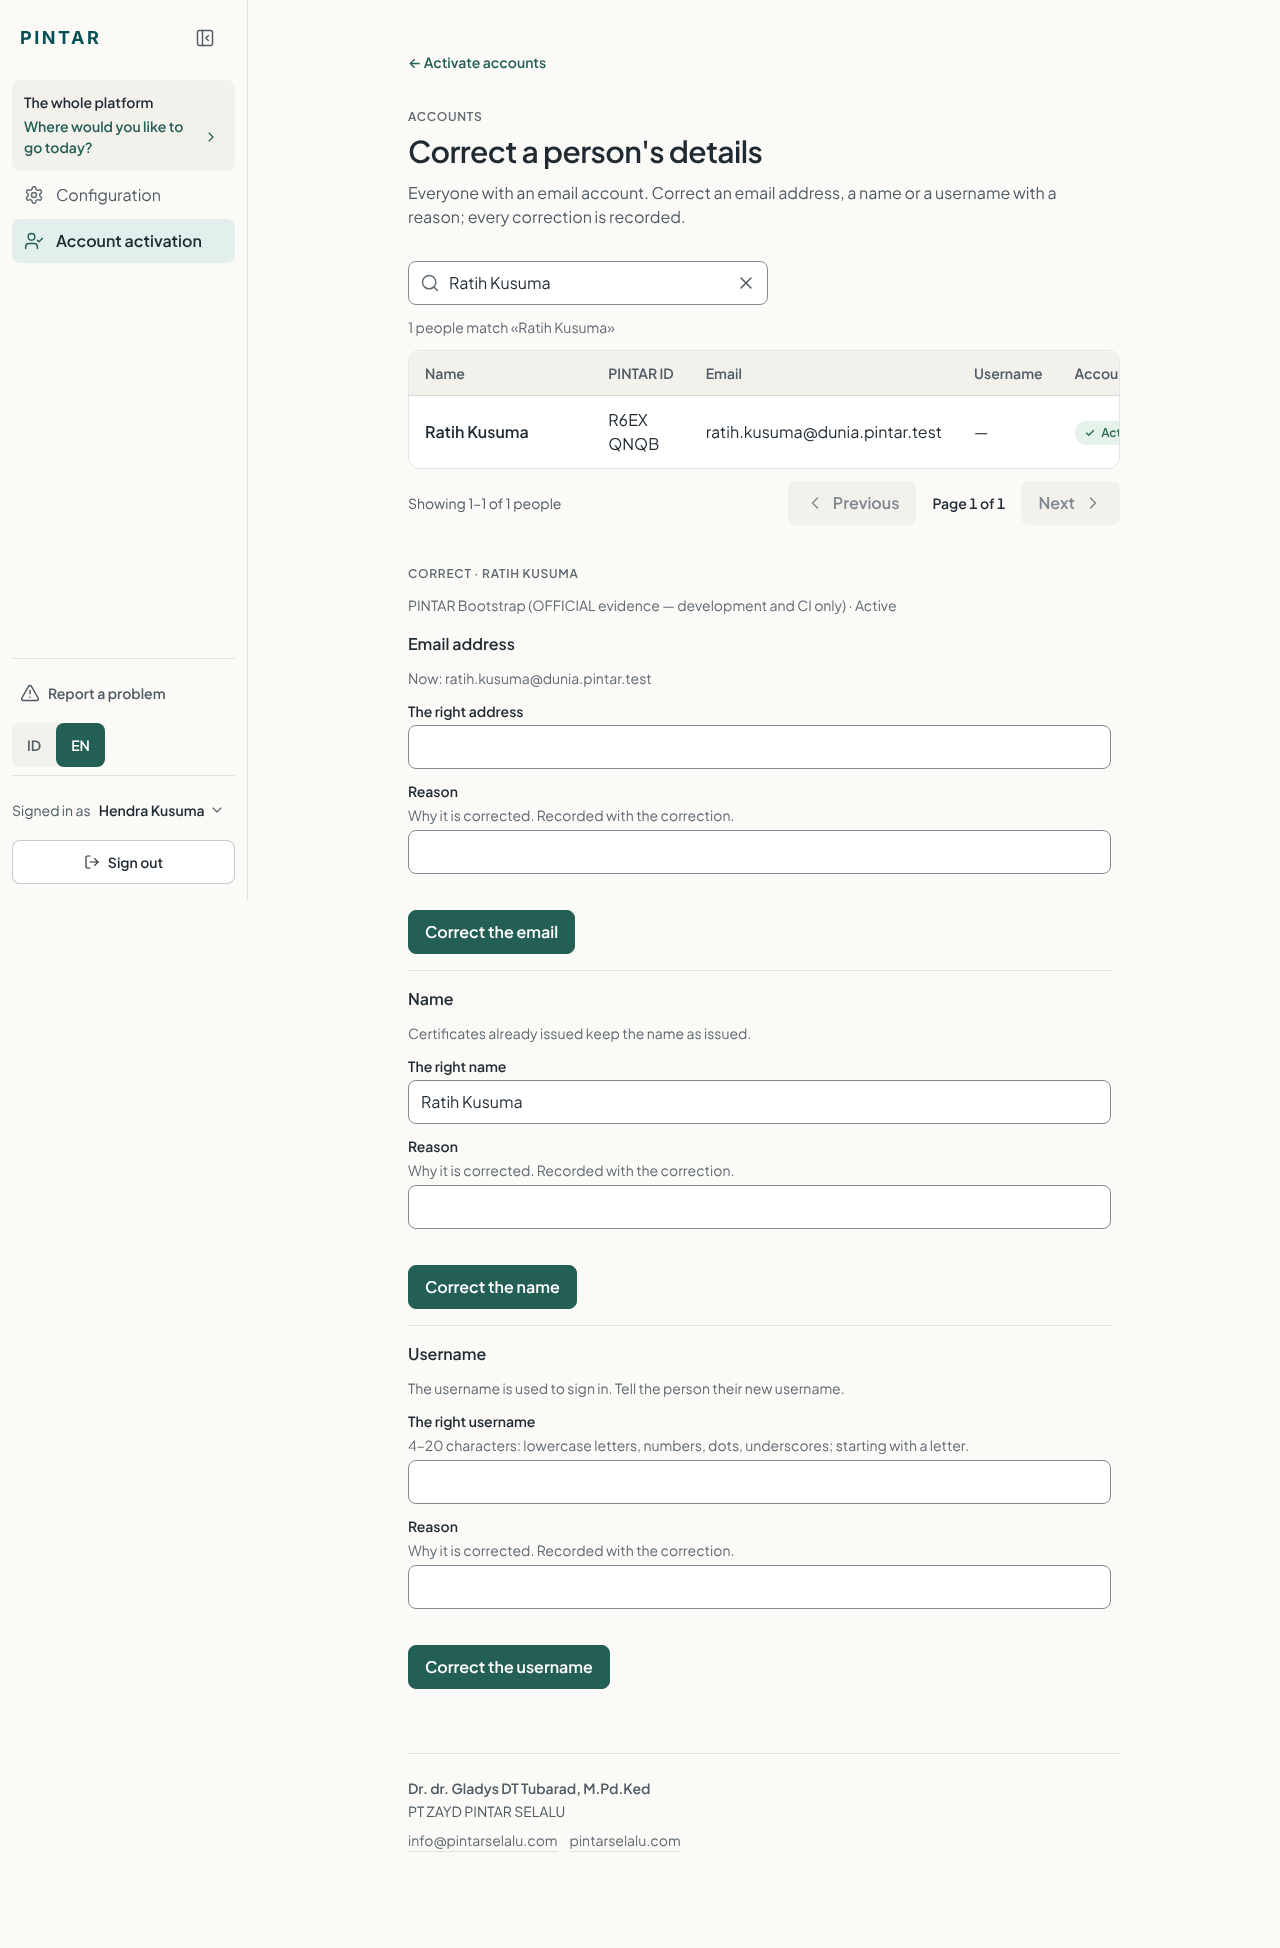 PINTAR
The whole platform
Where would you like to
go today?
Configuration
Account activation
Report a problem
ID EN
Signed in as Hendra Kusuma
Sign out
← Activate accounts
ACCOUNTS
Correct a person's details
Everyone with an email account. Correct an email address, a name or a username with a
reason; every correction is recorded.
Ratih Kusuma
1 people match «Ratih Kusuma»
Name PINTAR ID Email Username Accou
Ratih Kusuma R6EX QNQB ratih.kusuma@dunia.pintar.test — Act
Showing 1–1 of 1 people Previous Page 1 of 1 Next
CORRECT · RATIH KUSUMA
PINTAR Bootstrap (OFFICIAL evidence — development and CI only) · Active
Email address
Now: ratih.kusuma@dunia.pintar.test
The right address
Reason
Why it is corrected. Recorded with the correction.
Correct the email
Name
Certificates already issued keep the name as issued.
The right name
Ratih Kusuma
Reason
Why it is corrected. Recorded with the correction.
Correct the name
Username
The username is used to sign in. Tell the person their new username.
The right username
4–20 characters: lowercase letters, numbers, dots, underscores; starting with a letter.
Reason
Why it is corrected. Recorded with the correction.
Correct the username
Dr. dr. Gladys DT Tubarad, M.Pd.Ked
PT ZAYD PINTAR SELALU
info@pintarselalu.com pintarselalu.com